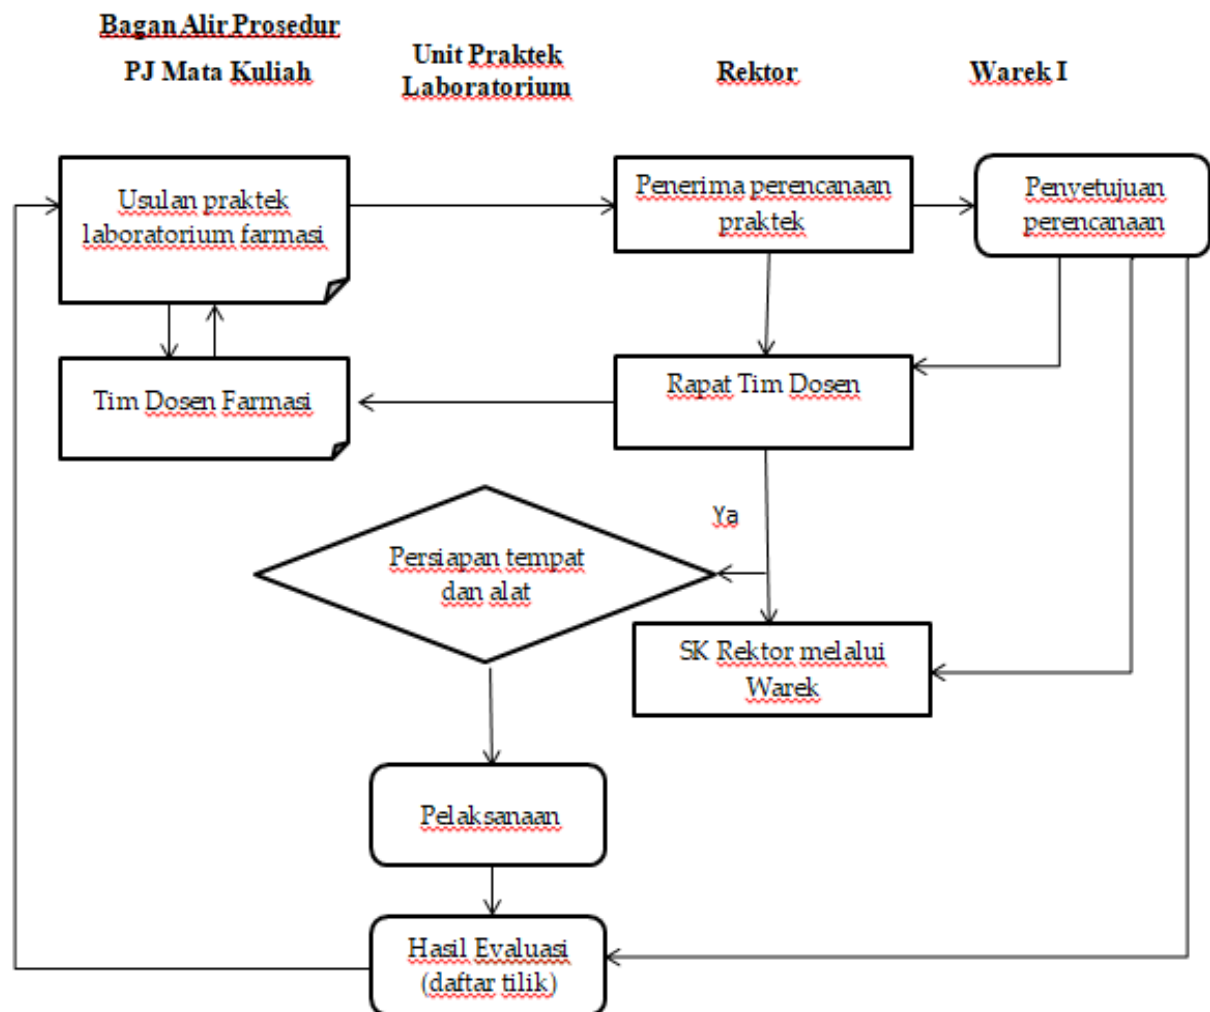 Bagan Alir Prosedur
PJ Mata Kuliah
Unit Praktek
Laboratorium
Rektor
Warek I
Usulan praktek
laboratorium farmasi
Penerima perencanaan
praktek
Penyetujuan
perencanaan
Tim Dosen Farmasi
Rapat Tim Dosen
Ya
Persiapan tempat
dan alat
SK Rektor melalui
Warek
Pelaksanaan
Hasil Evaluasi
(daftar tilik)